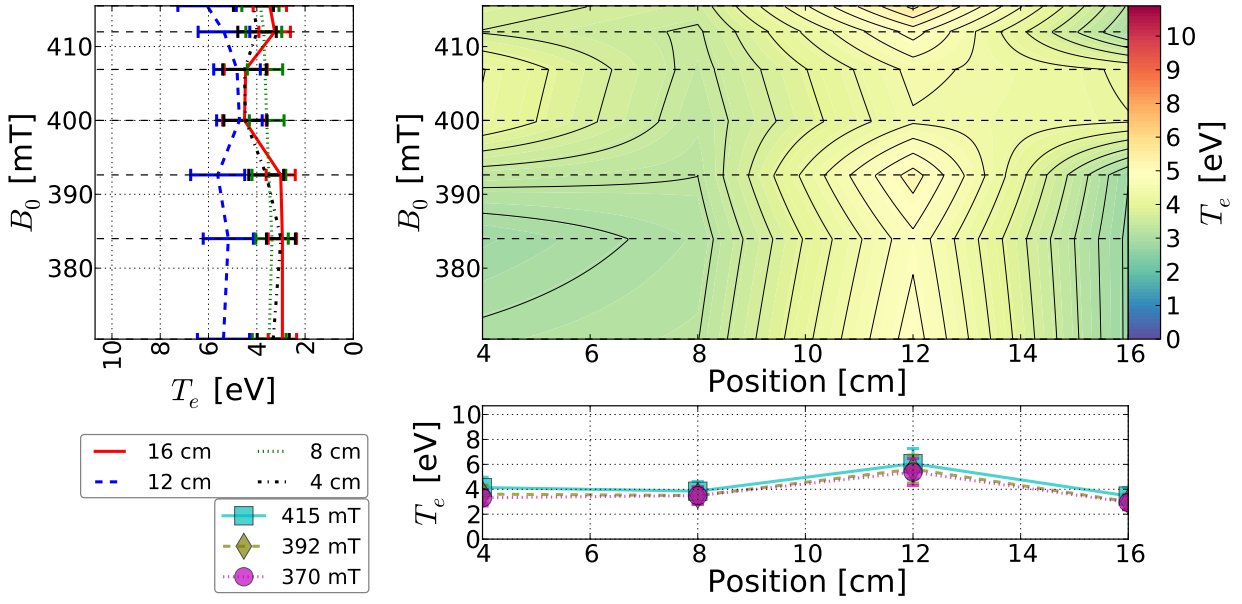 410
400
390
380
B₀ [mT]
10 8 6 4 2 0
Tₑ [eV]
410
400
390
380
B₀ [mT]
4 6 8 10 12 14 16
Position [cm]
10
9
8
7
6
5
4
3
2
1
0
Tₑ [eV]
10
8
6
4
2
0
Tₑ [eV]
4 6 8 10 12 14 16
Position [cm]
16 cm 8 cm
12 cm 4 cm
415 mT
392 mT
370 mT